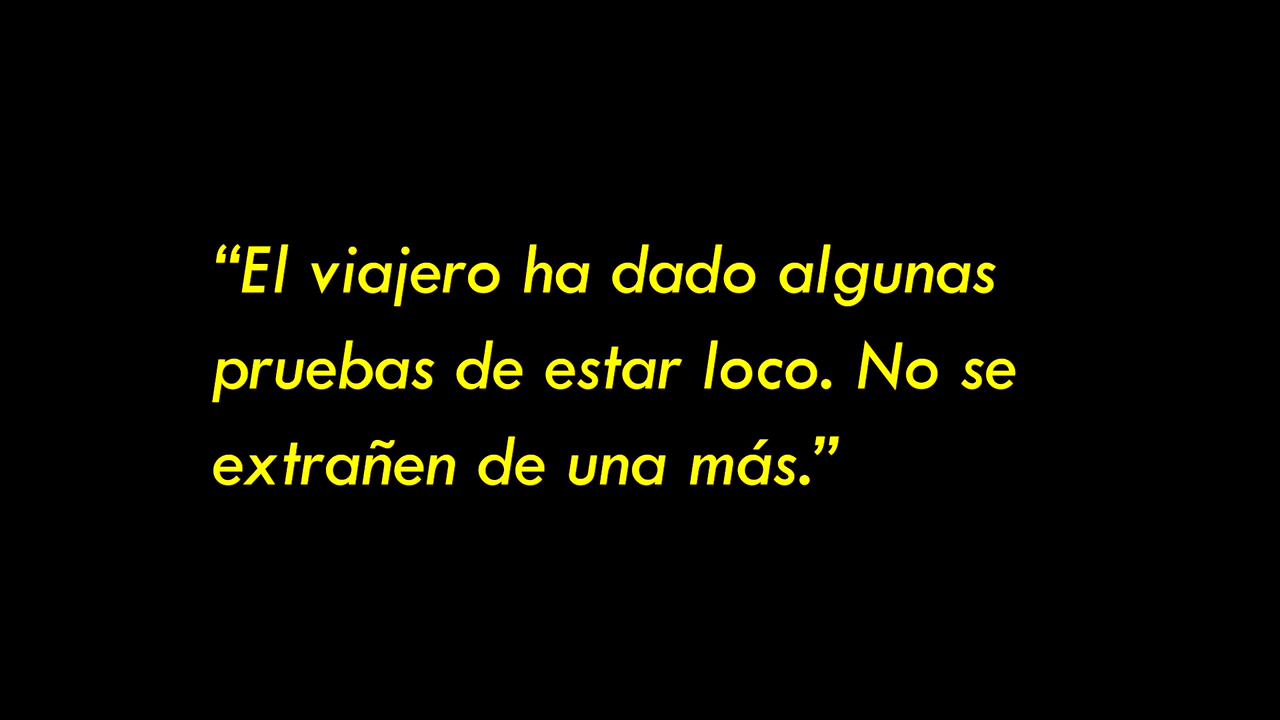 “El viajero ha dado algunas
pruebas de estar loco. No se
extrañen de una más.”